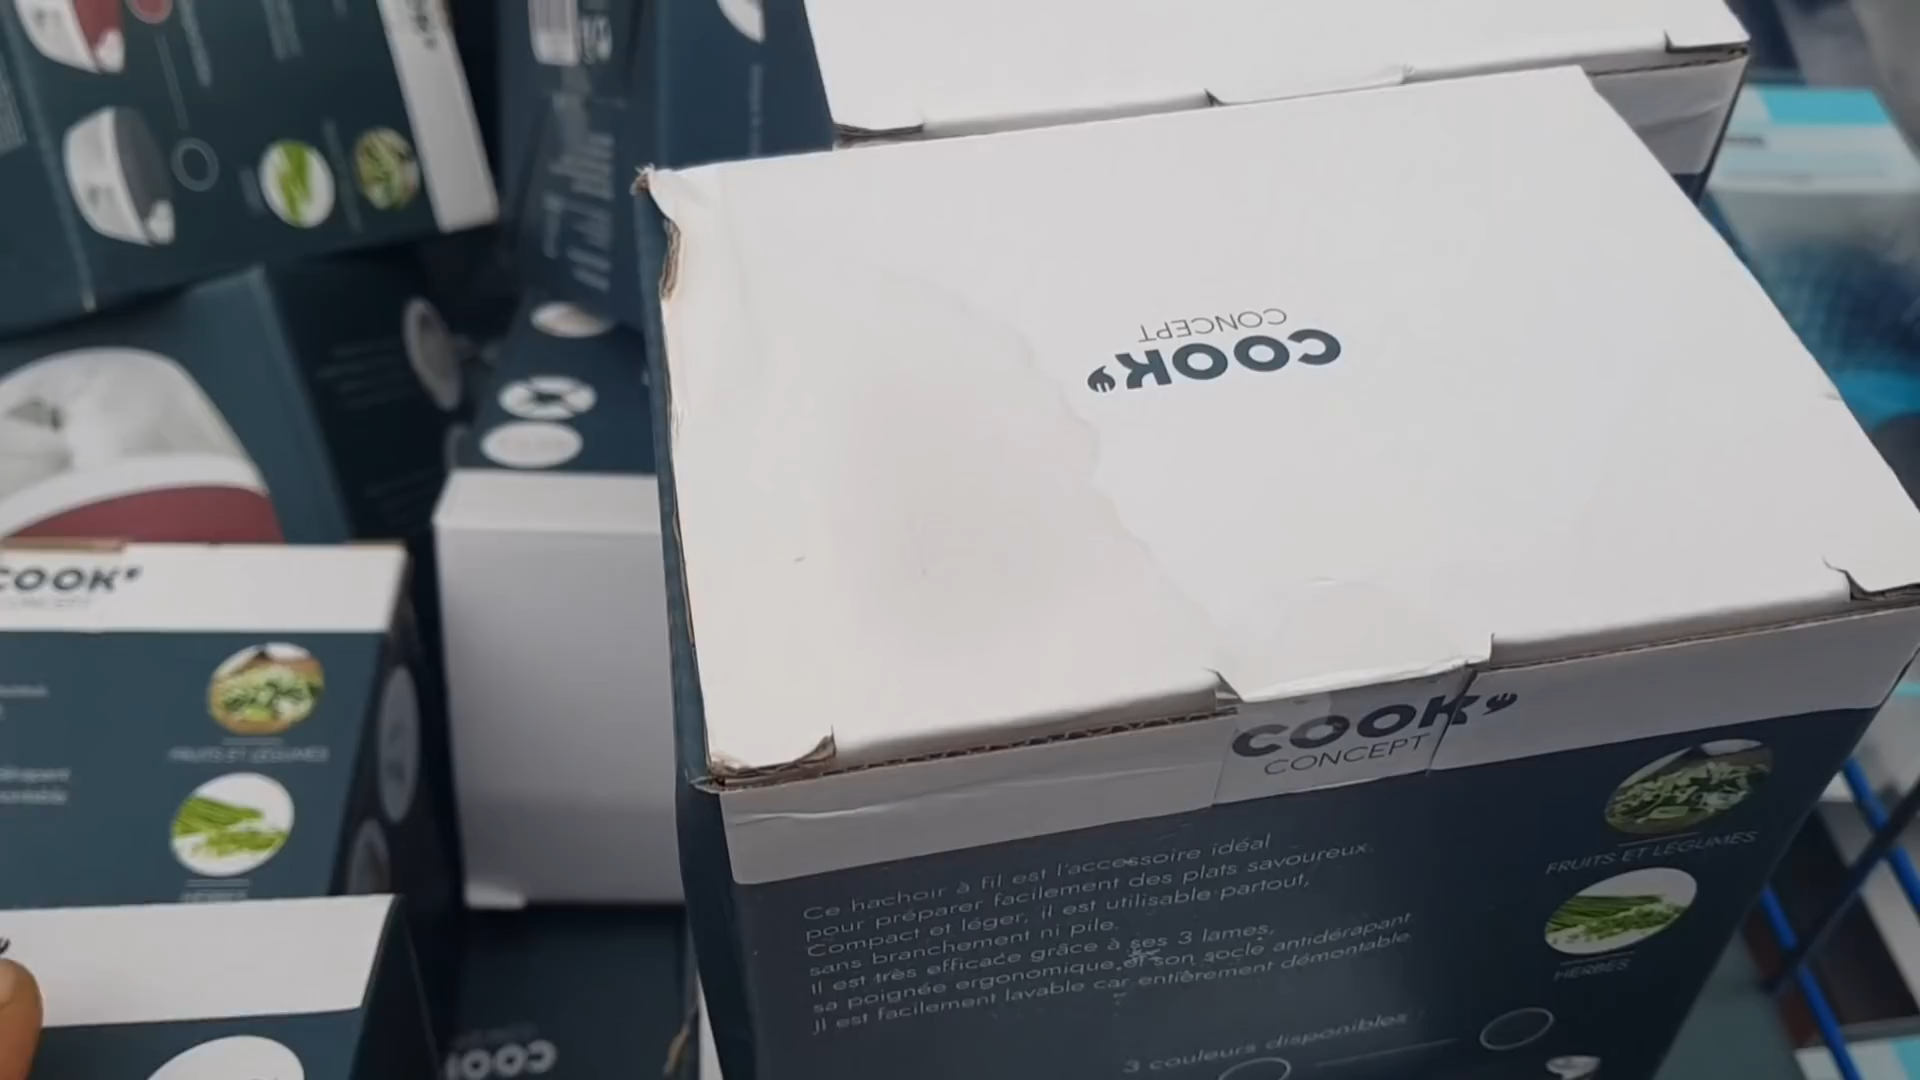 CONCEPT
COOK
COOK
COOK
CONCEPT
Ce hachoir à fil est l'accessoire idéal
pour préparer facilement des plats savoureux.
Compact et léger, il est utilisable partout,
sans branchement ni pile.
Il est très efficace grâce à ses 3 lames,
sa poignée ergonomique et son socle antidérapant
Il est facilement lavable car entièrement démontable
3 couleurs disponibles :
FRUITS ET LÉGUMES
HERBES
FRUITS ET LÉGUMES